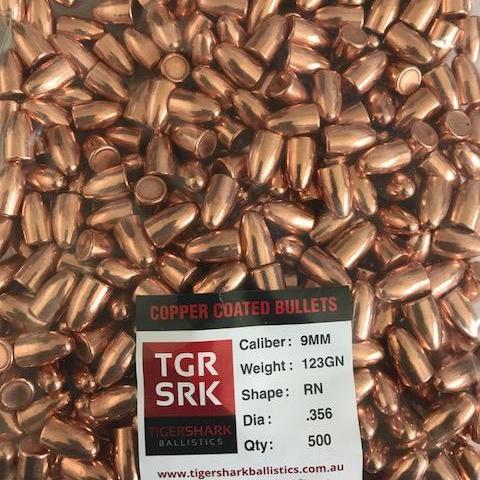 COPPER COATED BULLETS
TGR
SRK
TIGERSHARK
BALLISTICS
Caliber: 9MM
Weight: 123GN
Shape: RN
Dia: .356
Qty: 500
www.tigersharkballistics.com.au